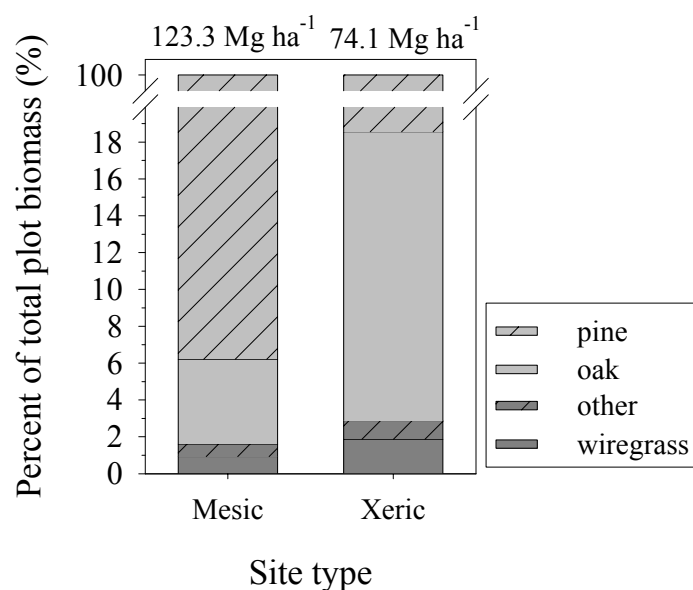 123.3 Mg ha⁻¹ 74.1 Mg ha⁻¹
Percent of total plot biomass (%)
100
18
16
14
12
10
8
6
4
2
0
Mesic Xeric
Site type
pine
oak
other
wiregrass